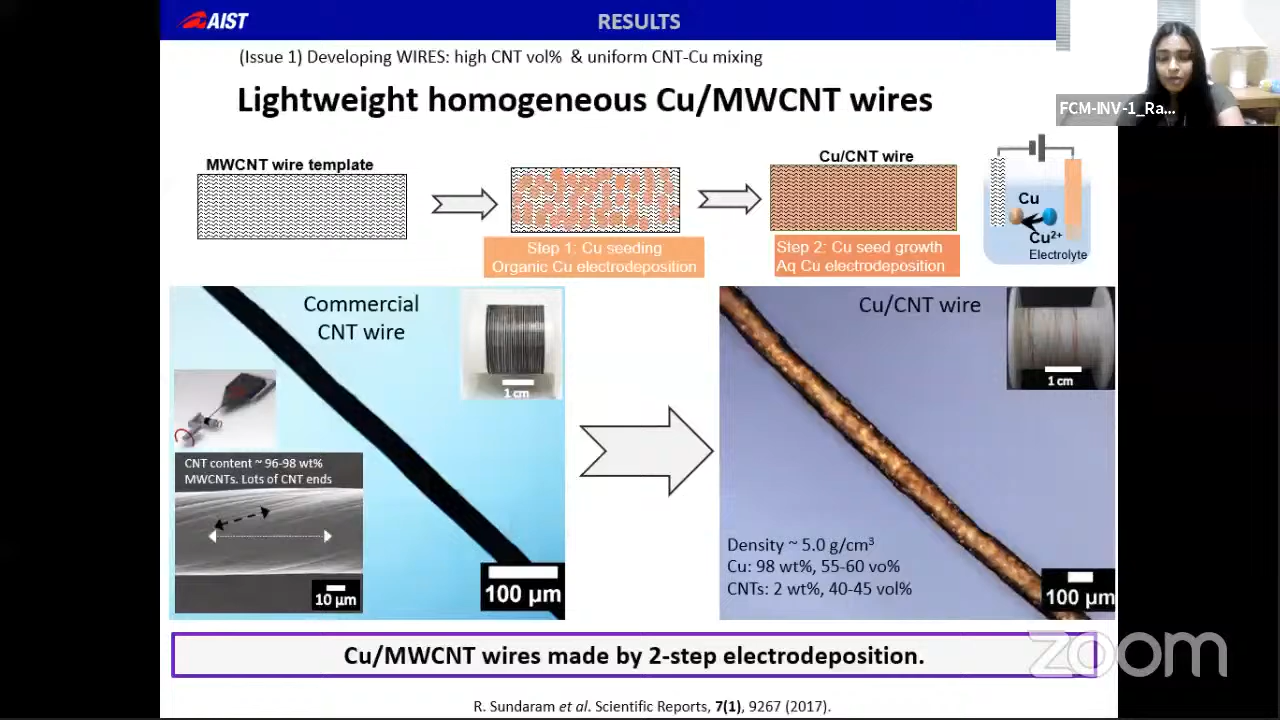 AIST
RESULTS
(Issue 1) Developing WIRES: high CNT vol% & uniform CNT-Cu mixing
Lightweight homogeneous Cu/MWCNT wires
FCM-INV-1_Ra...
MWCNT wire template
Cu/CNT wire
Step 1: Cu seeding
Organic Cu electrodeposition
Step 2: Cu seed growth
Aq Cu electrodeposition
Cu
Cu²⁺
Electrolyte
Commercial
CNT wire
1 cm
CNT content ~ 96-98 wt%
MWCNTs. Lots of CNT ends
10 µm
100 µm
Cu/CNT wire
1 cm
Density ~ 5.0 g/cm³
Cu: 98 wt%, 55-60 vo%
CNTs: 2 wt%, 40-45 vol%
100 µm
Cu/MWCNT wires made by 2-step electrodeposition.
zoom
R. Sundaram et al. Scientific Reports, 7(1), 9267 (2017).